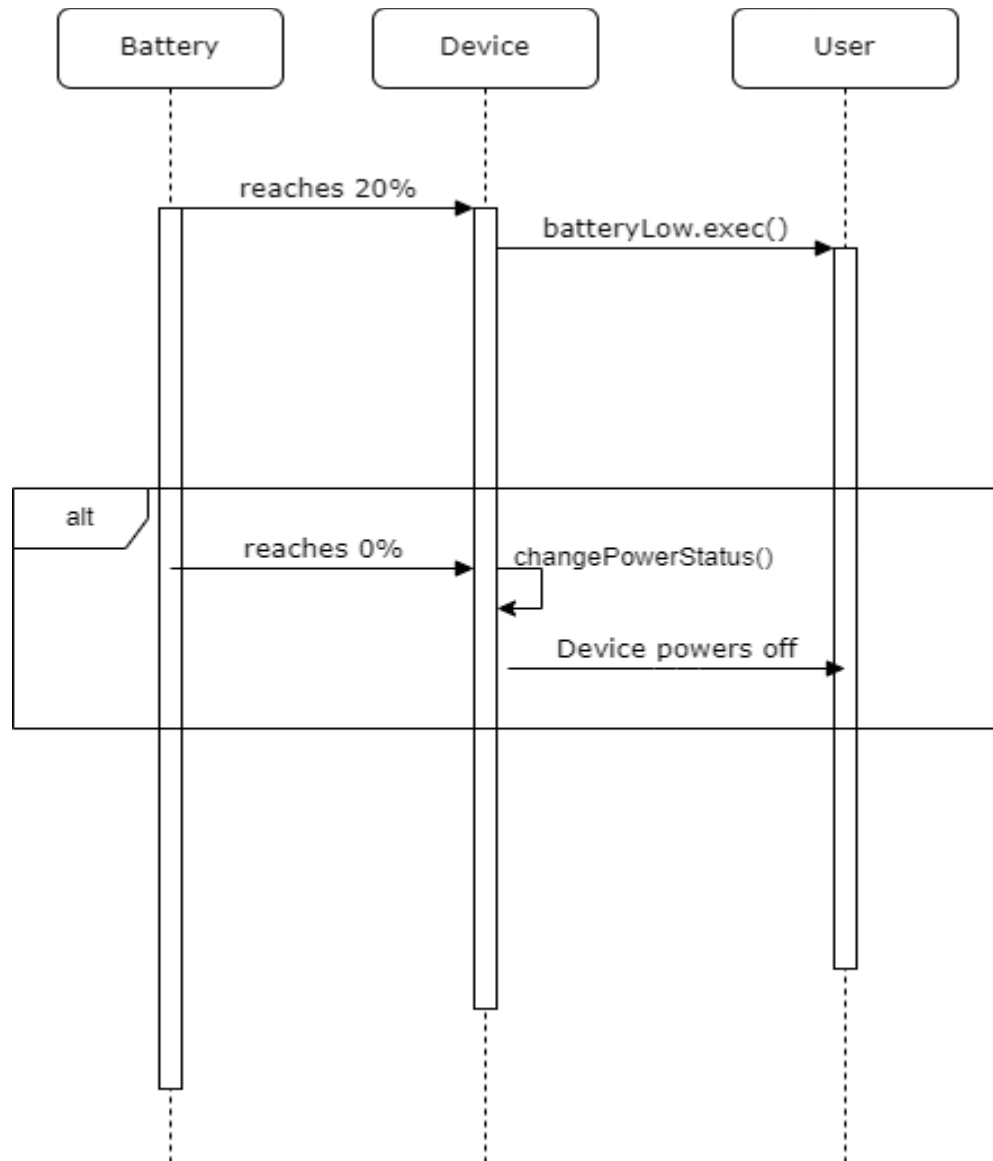 Battery
Device
User
reaches 20%
batteryLow.exec()
alt
reaches 0%
changePowerStatus()
Device powers off